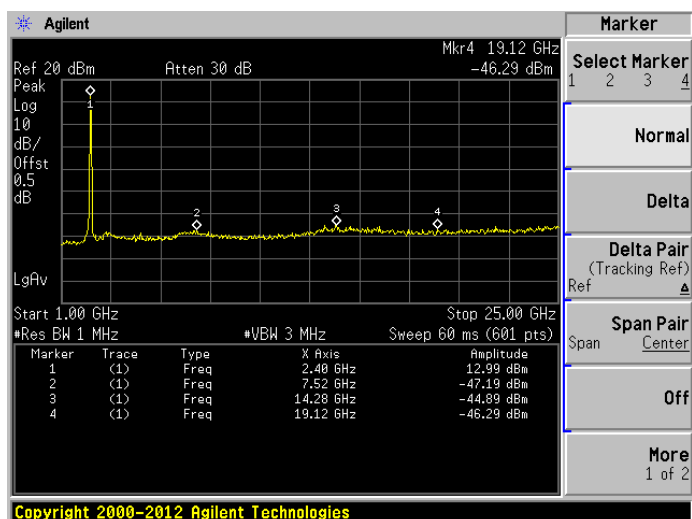 Agilent
Marker
Mkr4 19.12 GHz
Ref 20 dBm Atten 30 dB -46.29 dBm
Peak
Log
10
dB/
Offst
0.5
dB
1
2
3
4
LgAv
Start 1.00 GHz Stop 25.00 GHz
#Res BW 1 MHz #VBW 3 MHz Sweep 60 ms (601 pts)
Marker Trace Type X Axis Amplitude
1 (1) Freq 2.40 GHz 12.99 dBm
2 (1) Freq 7.52 GHz -47.19 dBm
3 (1) Freq 14.28 GHz -44.89 dBm
4 (1) Freq 19.12 GHz -46.29 dBm
Select Marker
1 2 3 4
Normal
Delta
Delta Pair
(Tracking Ref)
Ref Δ
Span Pair
Span Center
Off
More
1 of 2
Copyright 2000-2012 Agilent Technologies